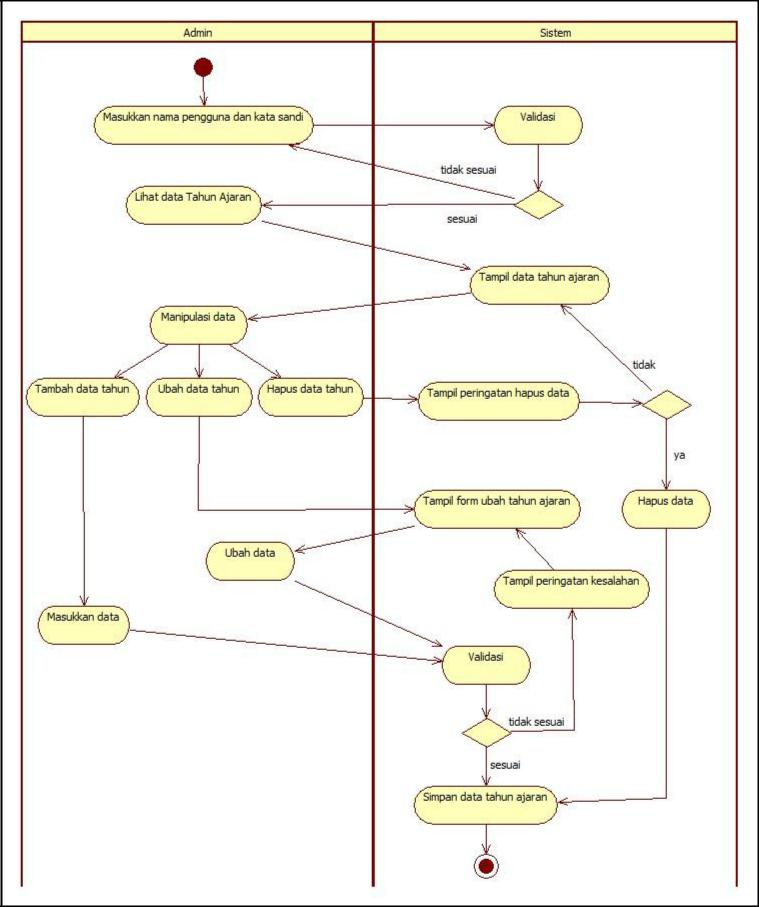 Admin
Sistem
Masukkan nama pengguna dan kata sandi
Validasi
tidak sesuai
Lihat data Tahun Ajaran
sesuai
Tampil data tahun ajaran
Manipulasi data
tidak
Tambah data tahun
Ubah data tahun
Hapus data tahun
Tampil peringatan hapus data
ya
Tampil form ubah tahun ajaran
Hapus data
Ubah data
Tampil peringatan kesalahan
Masukkan data
Validasi
tidak sesuai
sesuai
Simpan data tahun ajaran